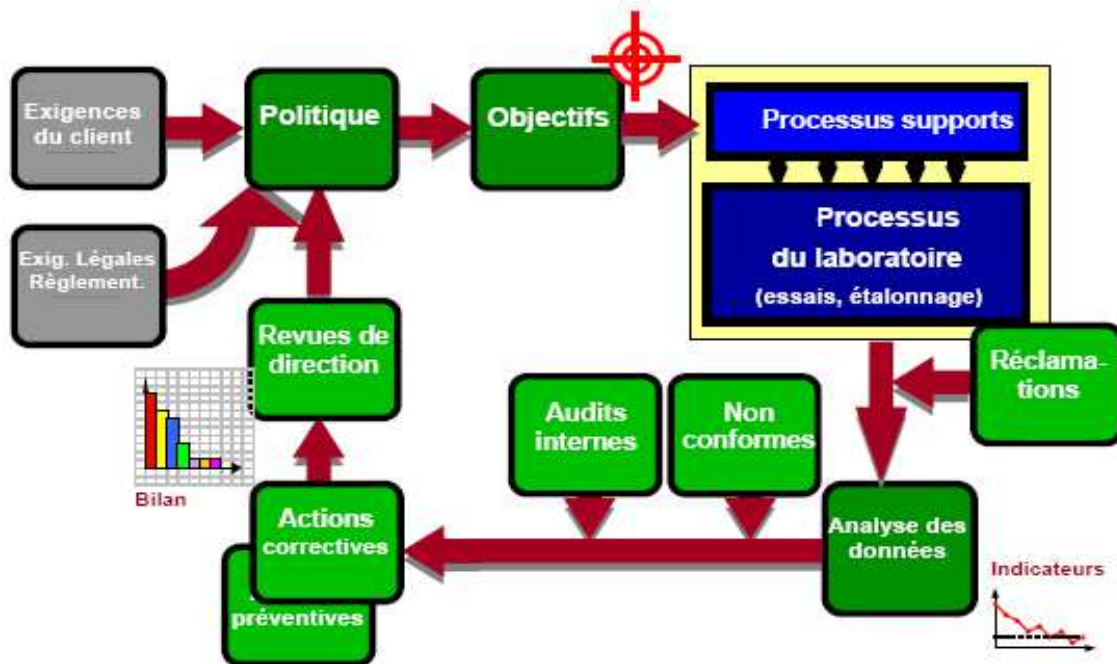 Exigences
du client
Politique
Objectifs
Processus supports
Processus
du laboratoire
(essais, étalonnage)
Exig. Légales
Règlement.
Revues de
direction
Réclama-
tions
Audits
internes
Non
conformes
Bilan
Actions
correctives
préventives
Analyse des
données
Indicateurs